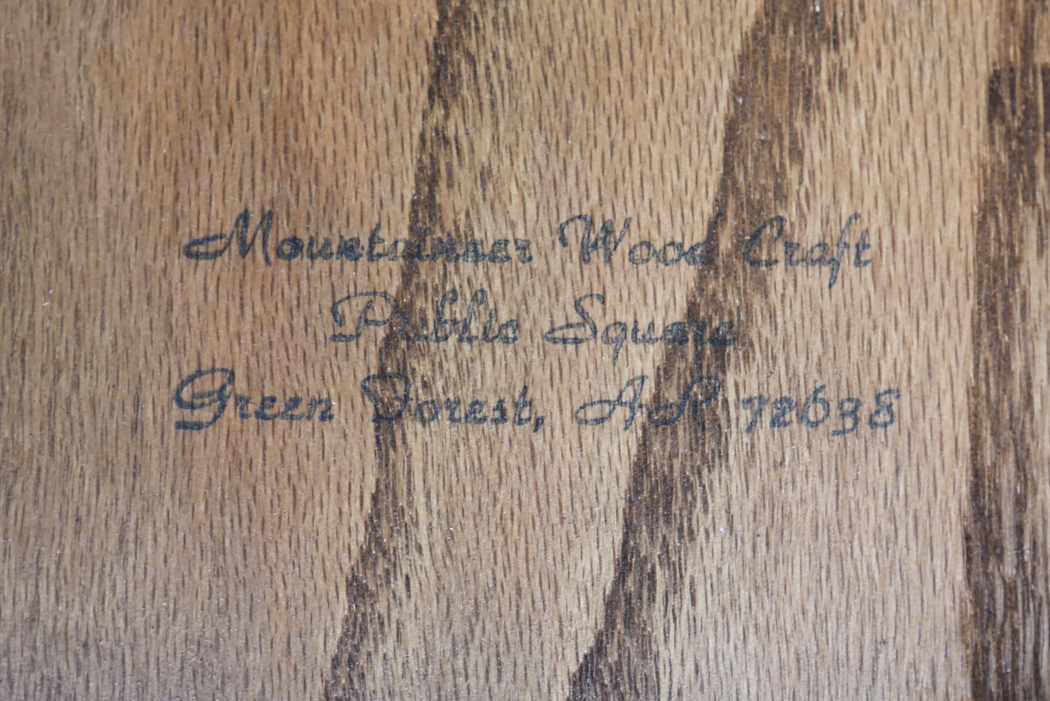 Mountaineer Wood Craft
Public Square
Green Forest, AR 72638